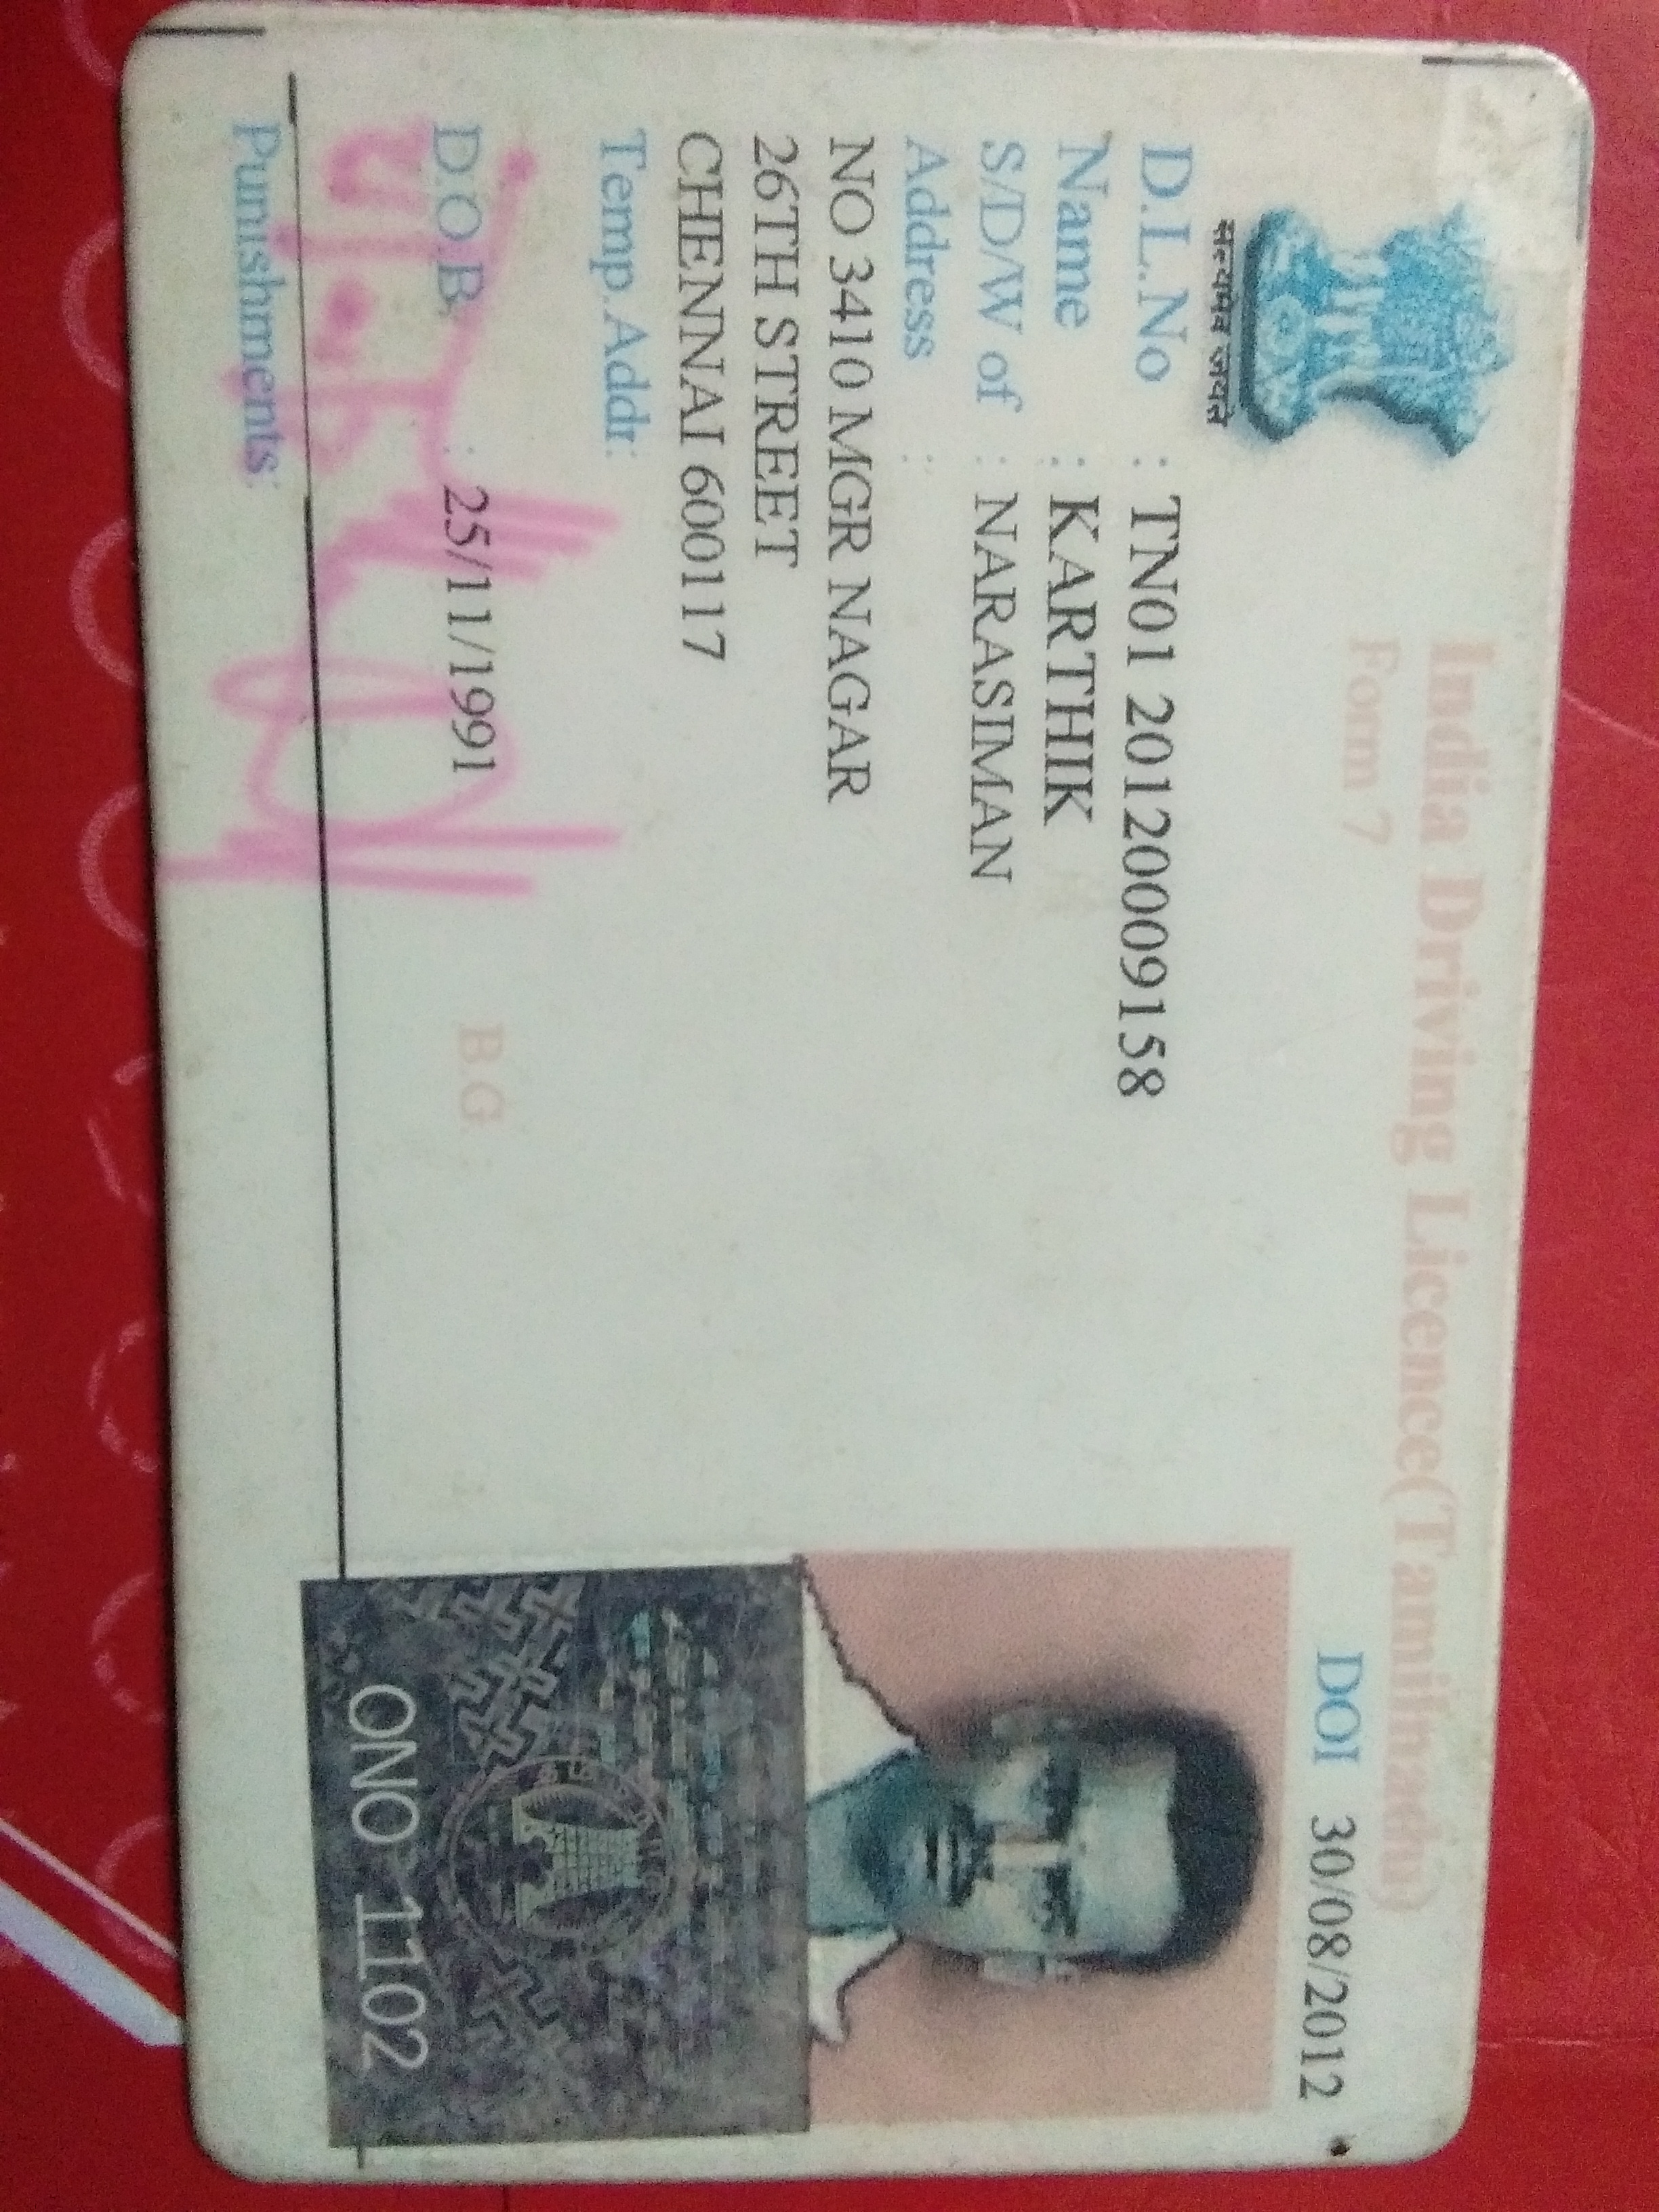 India Driving Licence(Tamilnadu)
Form 7
DOI 30/08/2012
सत्यमेव जयते
D.L.No : TN01 20120009158
Name : KARTHIK
S/D/W of : NARASIMAN
Address :
NO 3410 MGR NAGAR
26TH STREET
CHENNAI 600117
Temp.Addr:
D.O.B. : 25/11/1991 B.G :
Punishments:
ONO 1102